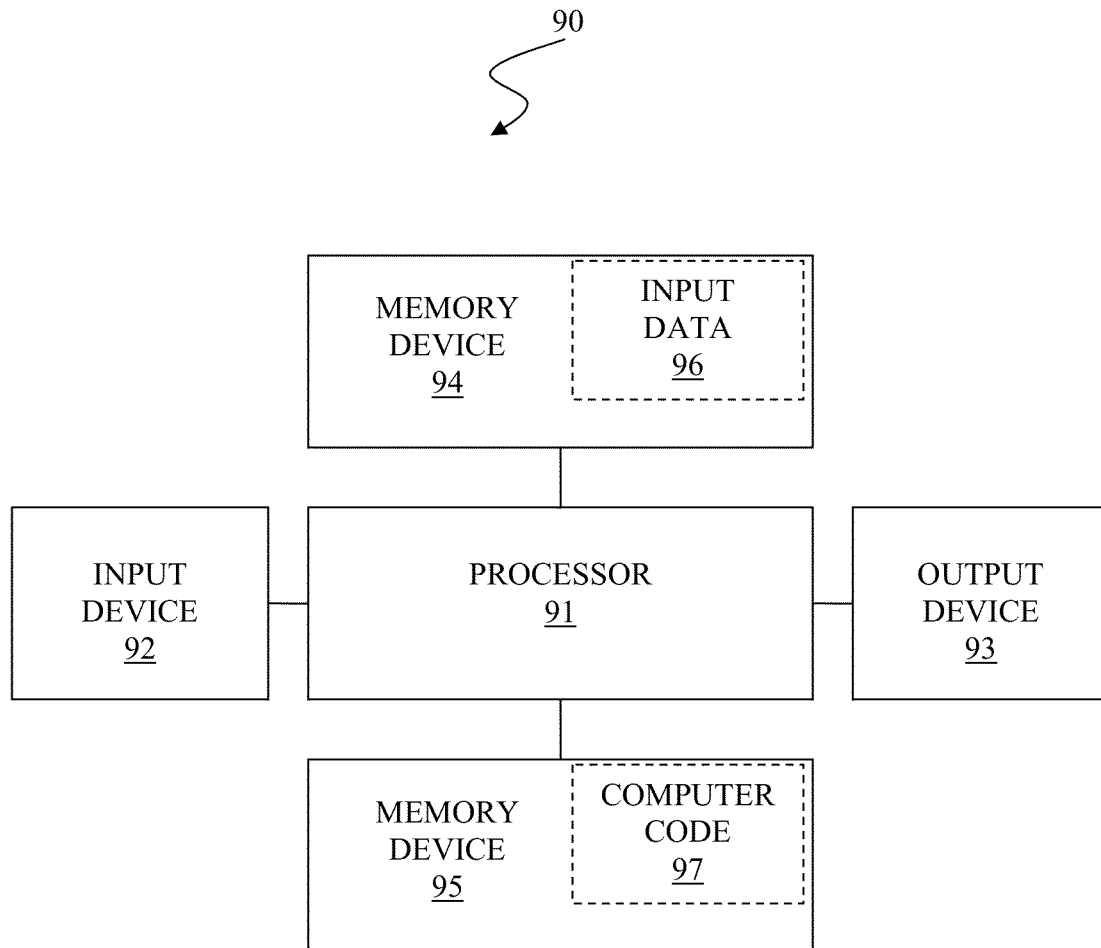 90
MEMORY
DEVICE
94
INPUT
DATA
96
INPUT
DEVICE
92
PROCESSOR
91
OUTPUT
DEVICE
93
MEMORY
DEVICE
95
COMPUTER
CODE
97